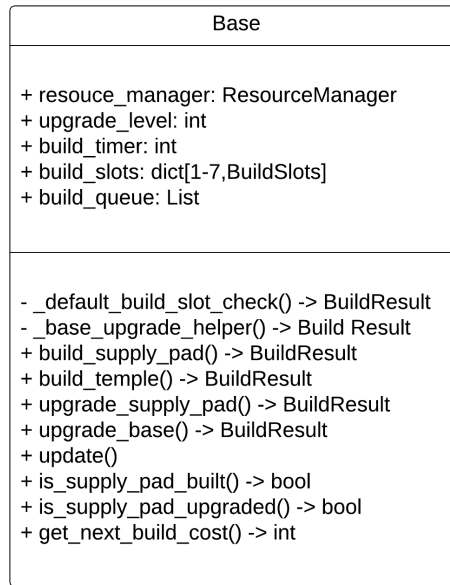 Base
+ resouce_manager: ResourceManager
+ upgrade_level: int
+ build_timer: int
+ build_slots: dict[1-7,BuildSlots]
+ build_queue: List
- _default_build_slot_check() -> BuildResult
- _base_upgrade_helper() -> Build Result
+ build_supply_pad() -> BuildResult
+ build_temple() -> BuildResult
+ upgrade_supply_pad() -> BuildResult
+ upgrade_base() -> BuildResult
+ update()
+ is_supply_pad_built() -> bool
+ is_supply_pad_upgraded() -> bool
+ get_next_build_cost() -> int